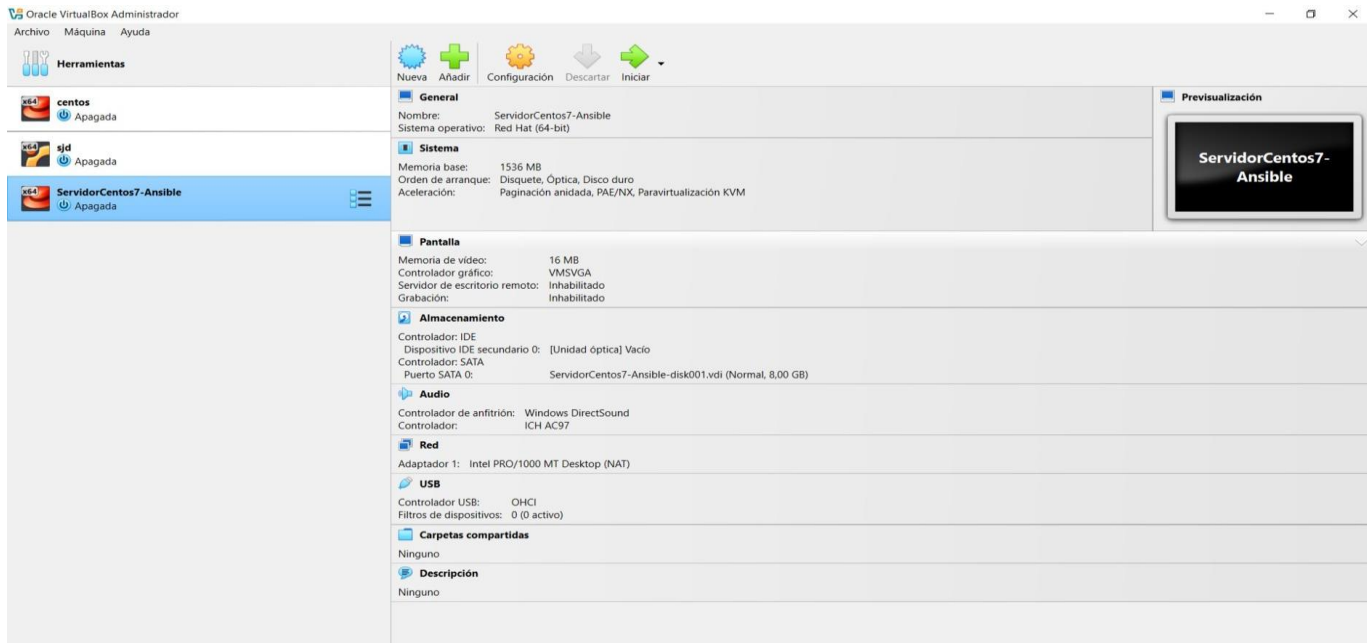 Oracle VirtualBox Administrador
Archivo Máquina Ayuda
Herramientas
x64 centos
Apagada
x64 sjd
Apagada
x64 ServidorCentos7-Ansible
Apagada
Nueva Añadir Configuración Descartar Iniciar
General
Nombre: ServidorCentos7-Ansible
Sistema operativo: Red Hat (64-bit)
Sistema
Memoria base: 1536 MB
Orden de arranque: Disquete, Óptica, Disco duro
Aceleración: Paginación anidada, PAE/NX, Paravirtualización KVM
Previsualización
ServidorCentos7-
Ansible
Pantalla
Memoria de vídeo: 16 MB
Controlador gráfico: VMSVGA
Servidor de escritorio remoto: Inhabilitado
Grabación: Inhabilitado
Almacenamiento
Controlador: IDE
Dispositivo IDE secundario 0: [Unidad óptica] Vacío
Controlador: SATA
Puerto SATA 0: ServidorCentos7-Ansible-disk001.vdi (Normal, 8,00 GB)
Audio
Controlador de anfitrión: Windows DirectSound
Controlador: ICH AC97
Red
Adaptador 1: Intel PRO/1000 MT Desktop (NAT)
USB
Controlador USB: OHCI
Filtros de dispositivos: 0 (0 activo)
Carpetas compartidas
Ninguno
Descripción
Ninguno